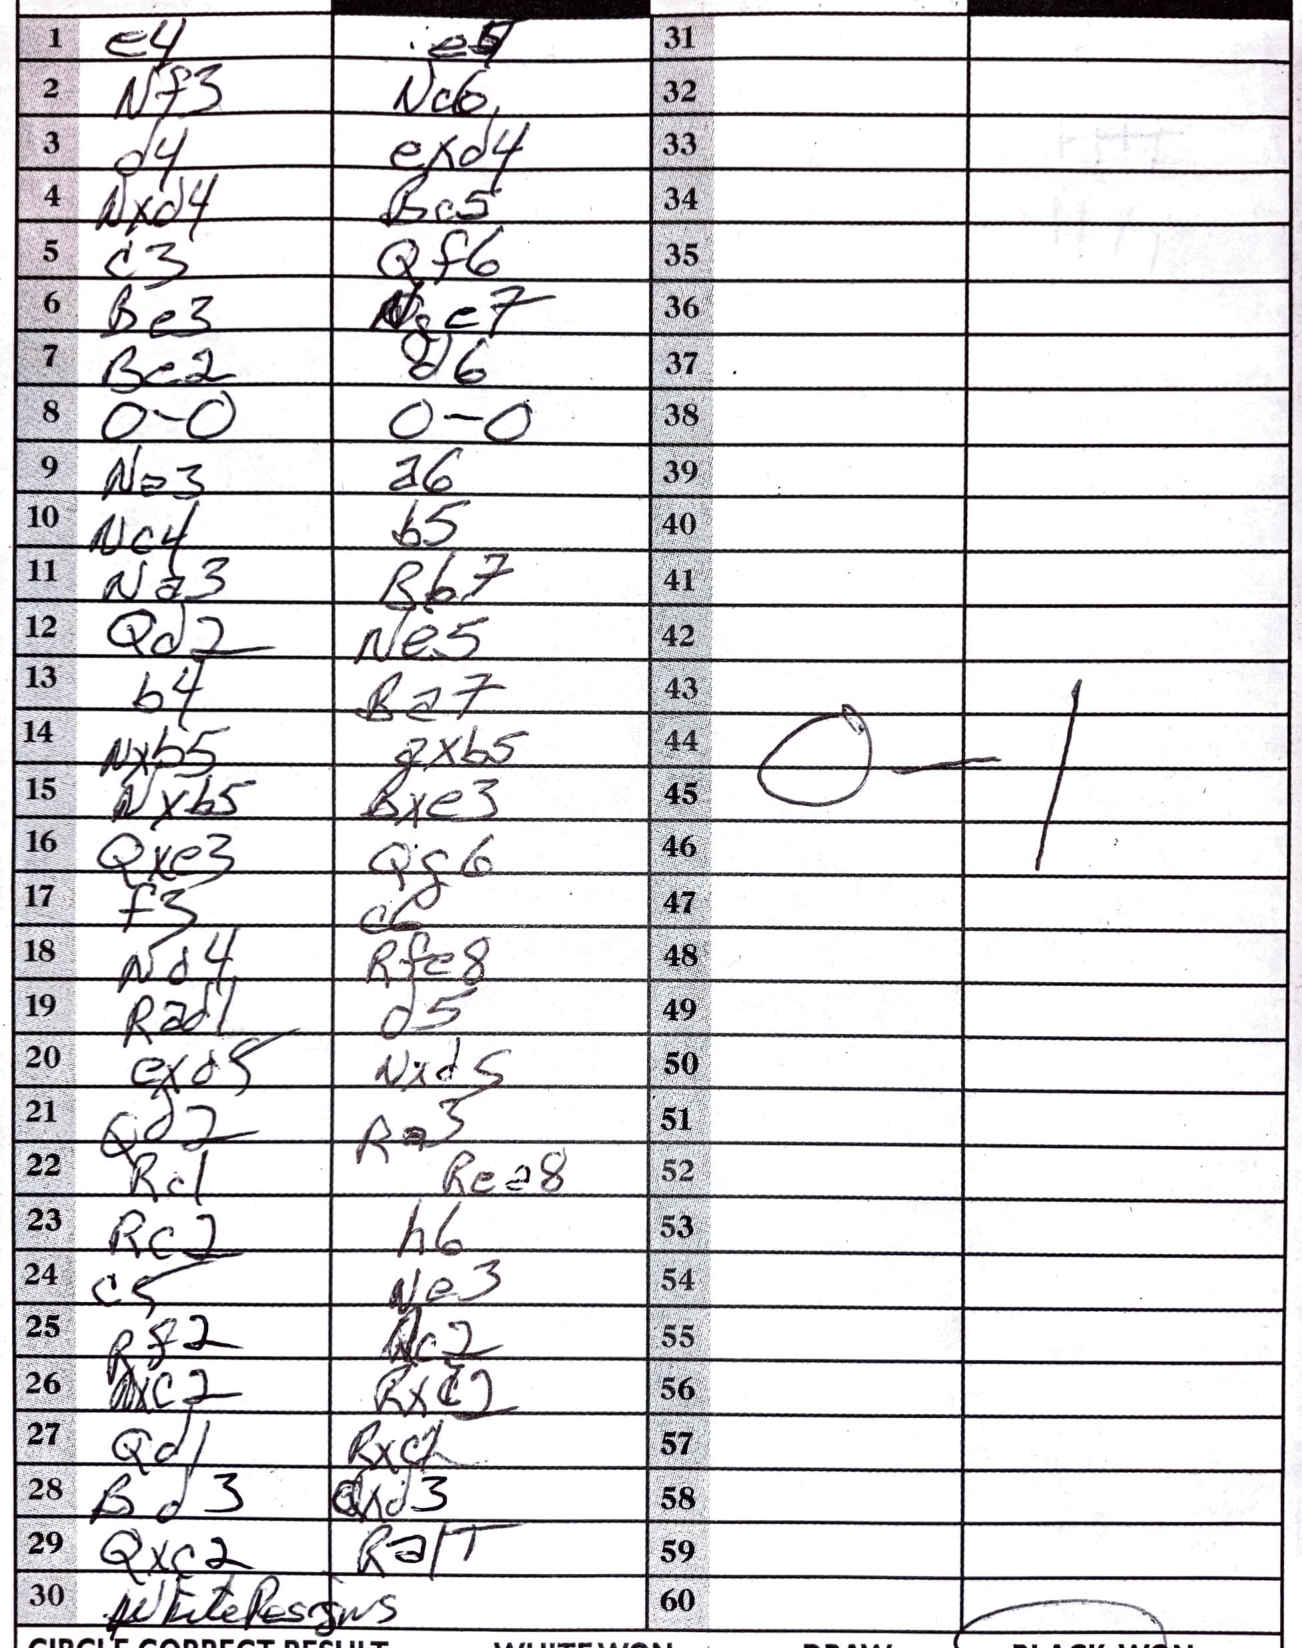 1 e4 e5 31
2 Nf3 Nc6 32
3 d4 exd4 33
4 Nxd4 Bc5 34
5 c3 Qf6 35
6 Be3 Nge7 36
7 Be2 d6 37
8 0-0 0-0 38
9 Na3 a6 39
10 Nc4 b5 40
11 Na3 Bb7 41
12 Qd2 Ne5 42
13 b4 Ba7 43
14 Nxb5 axb5 44
0-1
15 Nxb5 Bxe3 45
16 Qxe3 Qg6 46
17 f3 c6 47
18 Nd4 Rfe8 48
19 Rad1 d5 49
20 exd5 Nxd5 50
21 Qd2 Ra3 51
22 Rc1 Rea8 52
23 Rc2 h6 53
24 c5 Ne3 54
25 Rf2 Nc2 55
26 Nxc2 Rxc2 56
27 Qd1 Rxc2 57
28 Bd3 Qxd3 58
29 Qxc2 Ra1T 59
30 White Resigns 60
CIRCLE CORRECT RESULT WHITE WON DRAW BLACK WON